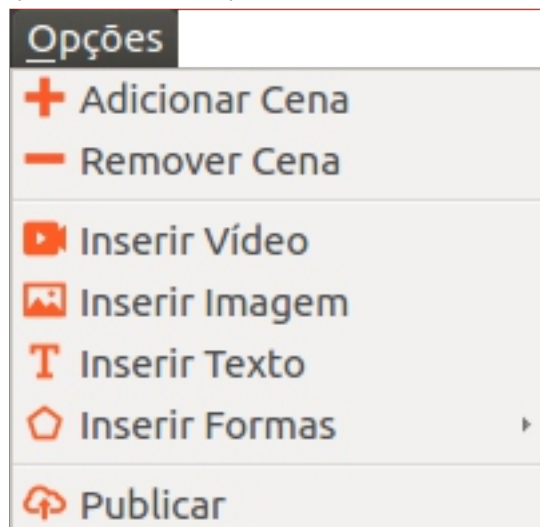 Opções
Adicionar Cena
Remover Cena
Inserir Vídeo
Inserir Imagem
Inserir Texto
Inserir Formas
Publicar